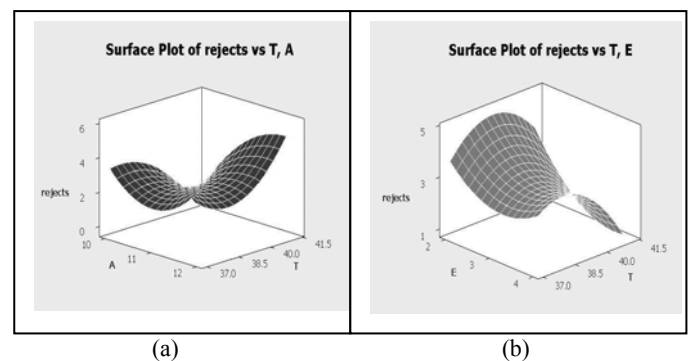 Surface Plot of rejects vs T, A
6
4
2
0
rejects
10
11
12
A
37.0
38.5
40.0
41.5
T
Surface Plot of rejects vs T, E
5
3
1
rejects
2
3
4
E
37.0
38.5
40.0
41.5
T
(a)
(b)